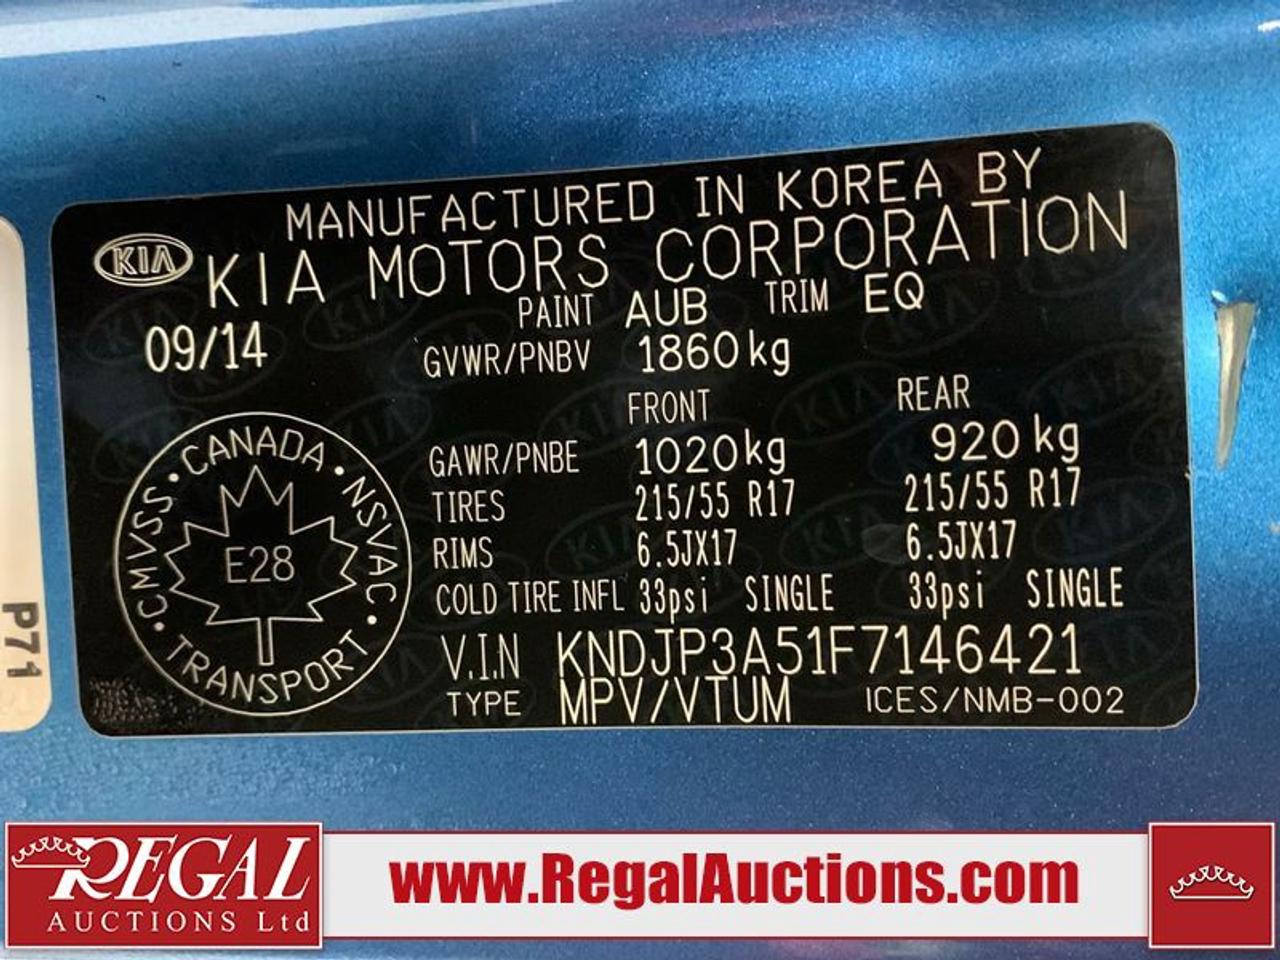 MANUFACTURED IN KOREA BY
KIA KIA MOTORS CORPORATION
PAINT AUB TRIM EQ
09/14 GVWR/PNBV 1860kg
FRONT REAR
GAWR/PNBE 1020kg 920kg
TIRES 215/55 R17 215/55 R17
RIMS 6.5JX17 6.5JX17
COLD TIRE INFL 33psi SINGLE 33psi SINGLE
V.I.N KNDJP3A51F7146421
TYPE MPV/VTUM ICES/NMB-002
CANADA • NSVAC • TRANSPORT • CMVSS •
E28
P71
REGAL
AUCTIONS Ltd
www.RegalAuctions.com